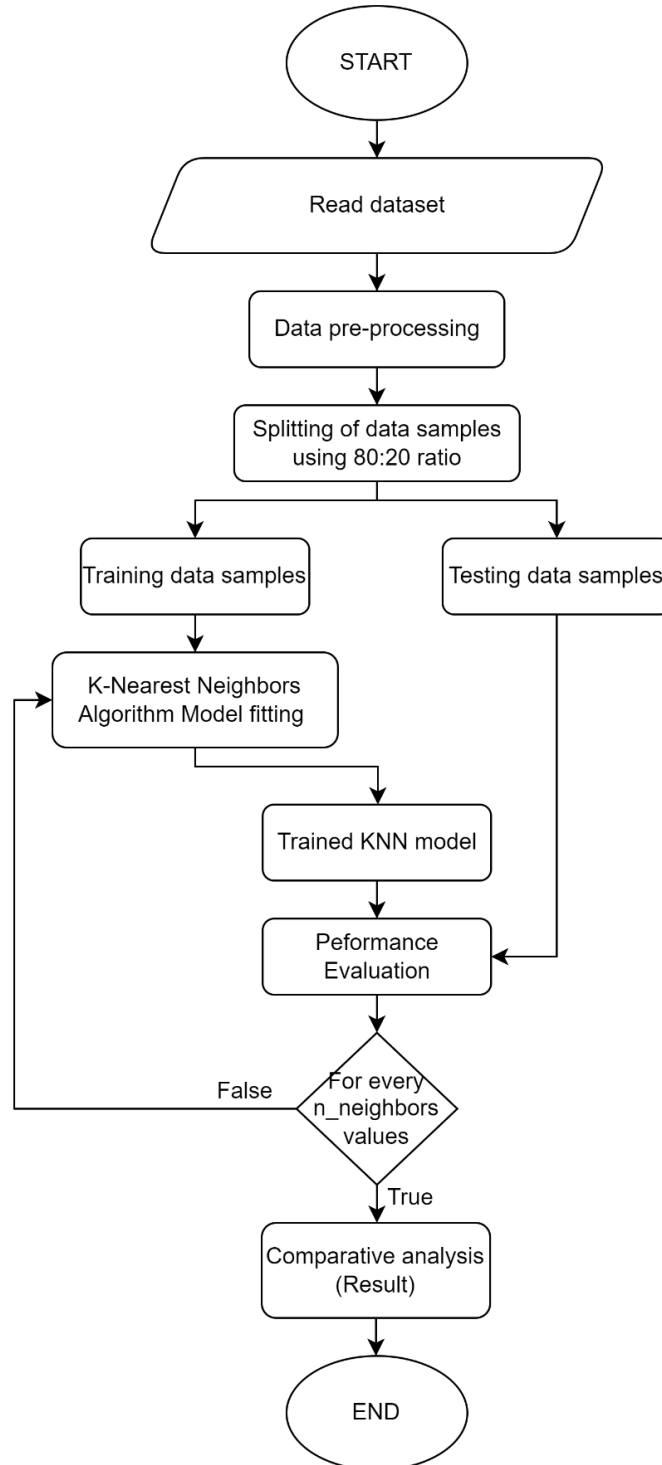 START
Read dataset
Data pre-processing
Splitting of data samples
using 80:20 ratio
Training data samples
Testing data samples
K-Nearest Neighbors
Algorithm Model fitting
Trained KNN model
Peformance
Evaluation
False
For every
n_neighbors
values
True
Comparative analysis
(Result)
END